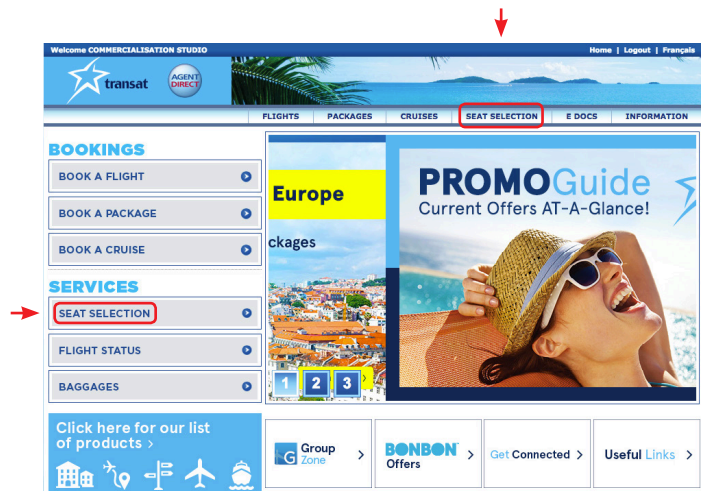 Welcome COMMERCIALISATION STUDIO
Home | Logout | Français
transat
AGENT
DIRECT
FLIGHTS
PACKAGES
CRUISES
SEAT SELECTION
E DOCS
INFORMATION
BOOKINGS
BOOK A FLIGHT
BOOK A PACKAGE
BOOK A CRUISE
SERVICES
SEAT SELECTION
FLIGHT STATUS
BAGGAGES
Click here for our list
of products >
Europe
ckages
1 2 3
PROMOGuide
Current Offers AT-A-Glance!
G
Group
Zone
BONBON
Offers
Get Connected >
Useful Links >